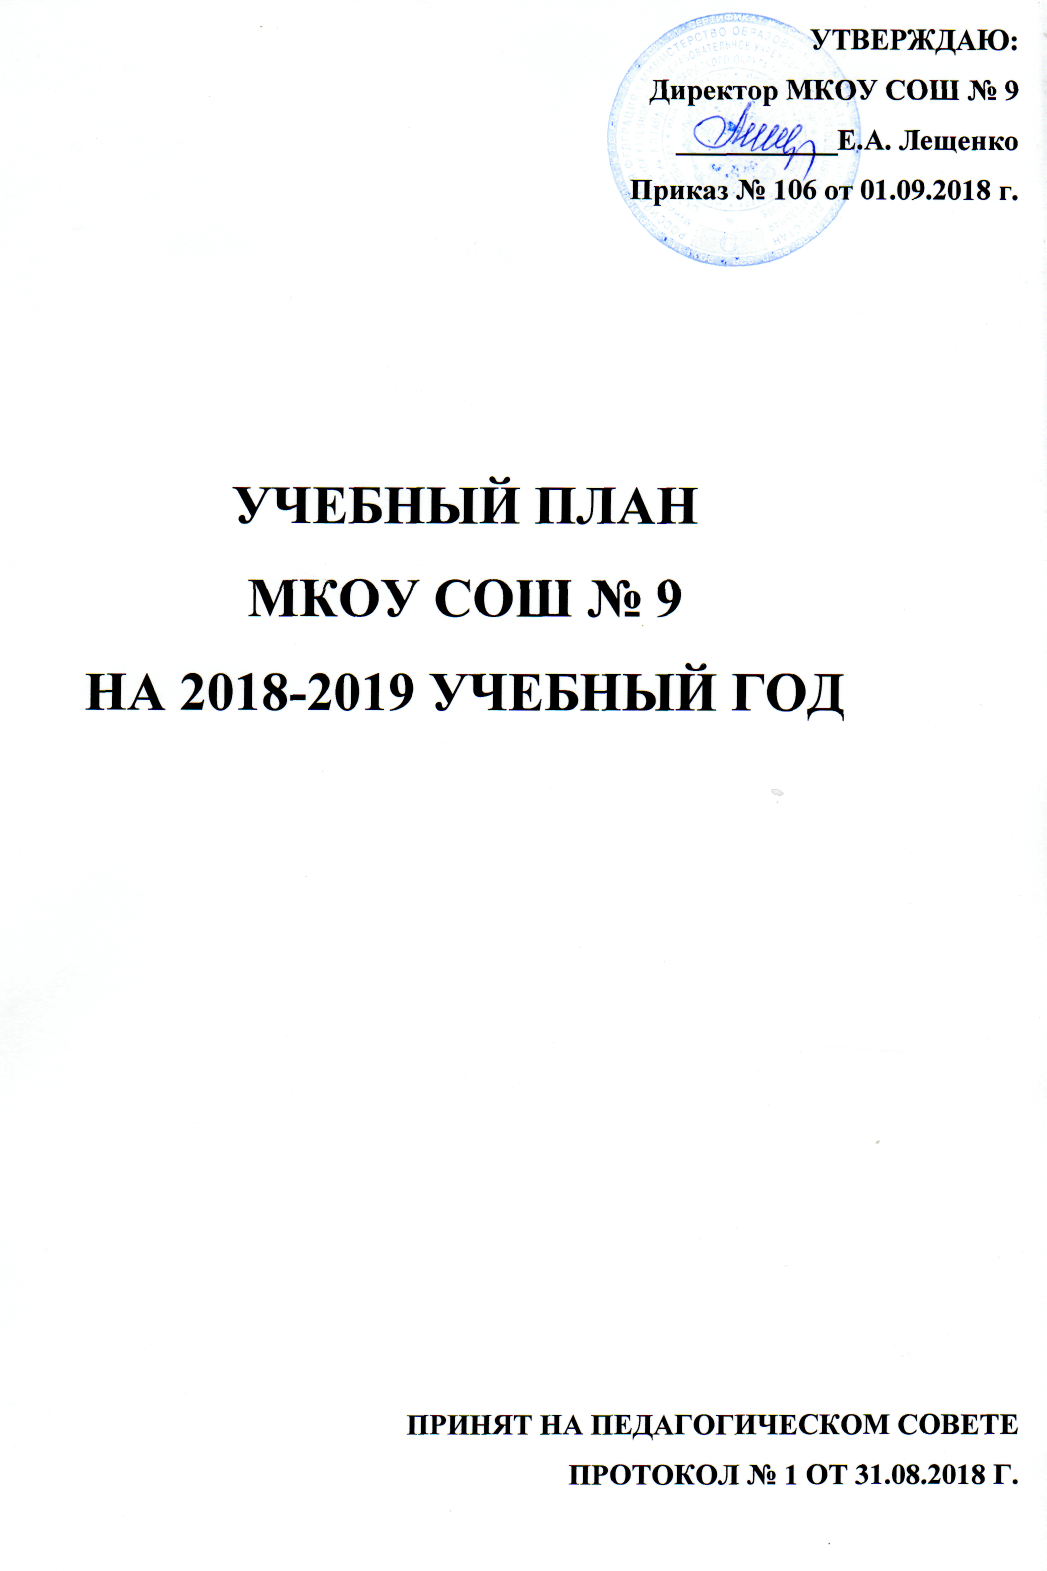 УТВЕРЖДАЮ:
Директор МКОУ СОШ № 9
___________Е.А. Лещенко
Приказ № 106 от 01.09.2018 г.
УЧЕБНЫЙ ПЛАН
МКОУ СОШ № 9
НА 2018-2019 УЧЕБНЫЙ ГОД
ПРИНЯТ НА ПЕДАГОГИЧЕСКОМ СОВЕТЕ
ПРОТОКОЛ № 1 ОТ 31.08.2018 Г.